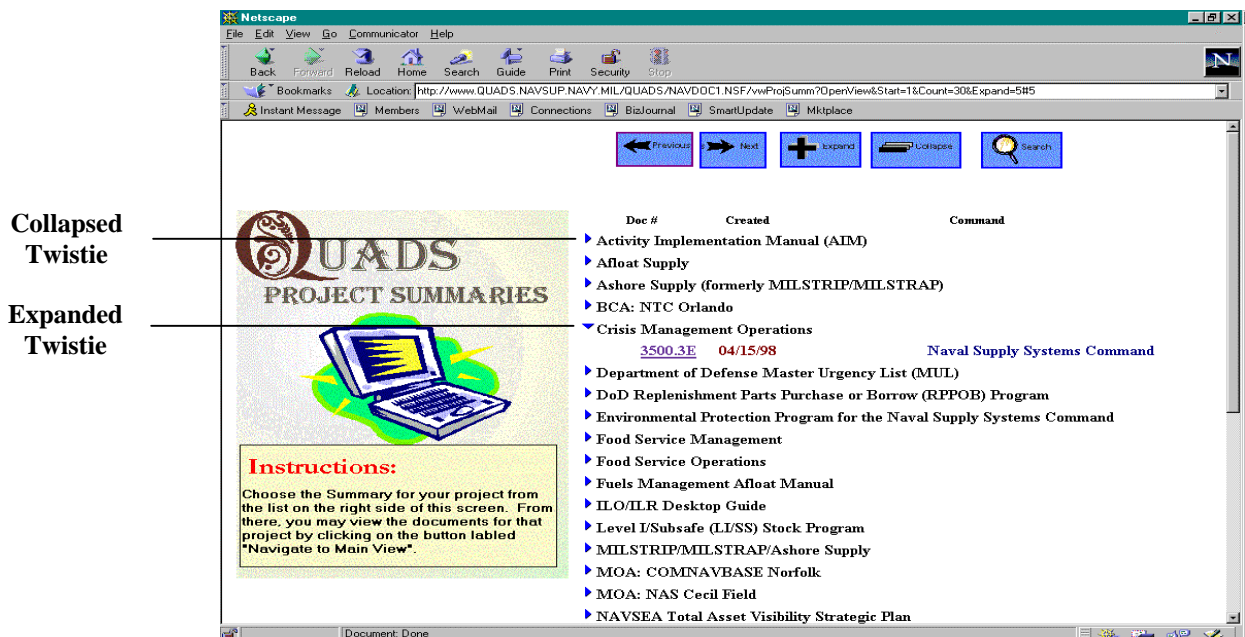 Netscape
File Edit View Go Communicator Help
Back Forward Reload Home Search Guide Print Security Stop
N
Bookmarks Location: http://www.QUADS.NAVSUP.NAVY.MIL/QUADS/NAVDOC1.NSF/vwProjSumm?OpenView&Start=1&Count=30&Expand=5#5
Instant Message Members WebMail Connections BizJournal SmartUpdate Mktplace
Previous Next Expand Collapse Search
Collapsed
Twistie
Expanded
Twistie
QUADS
PROJECT SUMMARIES
Instructions:
Choose the Summary for your project from
the list on the right side of this screen. From
there, you may view the documents for that
project by clicking on the button labled
"Navigate to Main View".
Doc # Created Command
Activity Implementation Manual (AIM)
Afloat Supply
Ashore Supply (formerly MILSTRIP/MILSTRAP)
BCA: NTC Orlando
Crisis Management Operations
3500.3E 04/15/98 Naval Supply Systems Command
Department of Defense Master Urgency List (MUL)
DoD Replenishment Parts Purchase or Borrow (RPPOB) Program
Environmental Protection Program for the Naval Supply Systems Command
Food Service Management
Food Service Operations
Fuels Management Afloat Manual
ILO/ILR Desktop Guide
Level I/Subsafe (LI/SS) Stock Program
MILSTRIP/MILSTRAP/Ashore Supply
MOA: COMNAVBASE Norfolk
MOA: NAS Cecil Field
NAVSEA Total Asset Visibility Strategic Plan
Document: Done